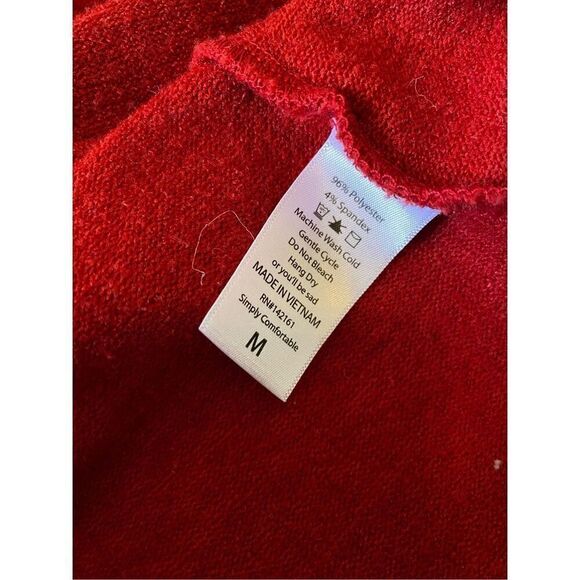 96% Polyester
4% Spandex
Machine Wash Cold
Gentle Cycle
Do Not Bleach
Hang Dry
or you'll be sad
MADE IN VIETNAM
RN#142161
Simply Comfortable
M